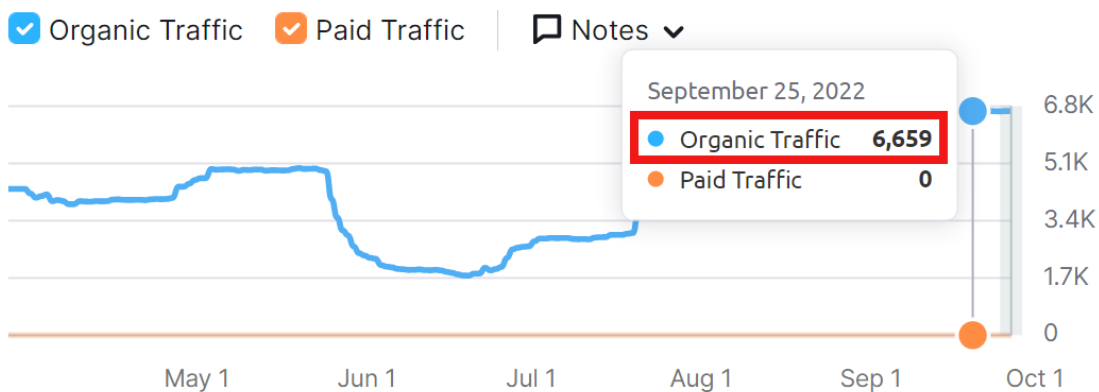 Organic Traffic Paid Traffic Notes
September 25, 2022
Organic Traffic 6,659
Paid Traffic 0
6.8K
5.1K
3.4K
1.7K
0
May 1 Jun 1 Jul 1 Aug 1 Sep 1 Oct 1